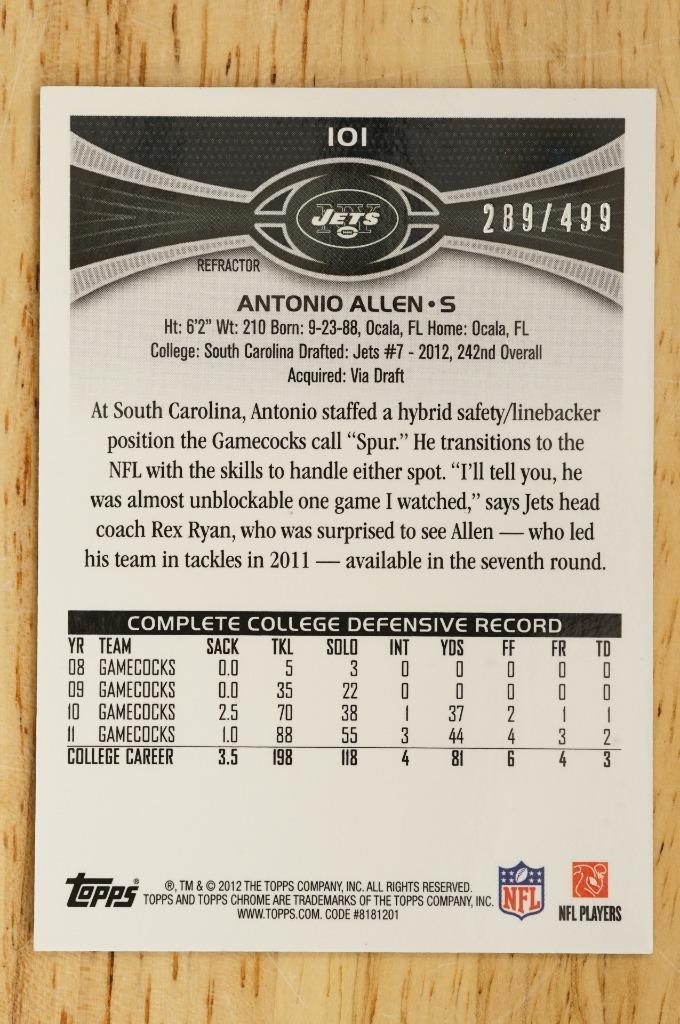 101
NY JETS
289/499
REFRACTOR
ANTONIO ALLEN • S
Ht: 6'2" Wt: 210 Born: 9-23-88, Ocala, FL Home: Ocala, FL
College: South Carolina Drafted: Jets #7 - 2012, 242nd Overall
Acquired: Via Draft
At South Carolina, Antonio staffed a hybrid safety/linebacker
position the Gamecocks call “Spur.” He transitions to the
NFL with the skills to handle either spot. “I’ll tell you, he
was almost unblockable one game I watched,” says Jets head
coach Rex Ryan, who was surprised to see Allen — who led
his team in tackles in 2011 — available in the seventh round.
COMPLETE COLLEGE DEFENSIVE RECORD
YR TEAM SACK TKL SOLO INT YDS FF FR TD
08 GAMECOCKS 0.0 5 3 0 0 0 0 0
09 GAMECOCKS 0.0 35 22 0 0 0 0 0
10 GAMECOCKS 2.5 70 38 1 37 2 1 1
11 GAMECOCKS 1.0 88 55 3 44 4 3 2
COLLEGE CAREER 3.5 198 118 4 81 6 4 3
Topps®
®, TM & © 2012 THE TOPPS COMPANY, INC. ALL RIGHTS RESERVED.
TOPPS AND TOPPS CHROME ARE TRADEMARKS OF THE TOPPS COMPANY, INC.
WWW.TOPPS.COM. CODE #8181201
NFL
NFL PLAYERS